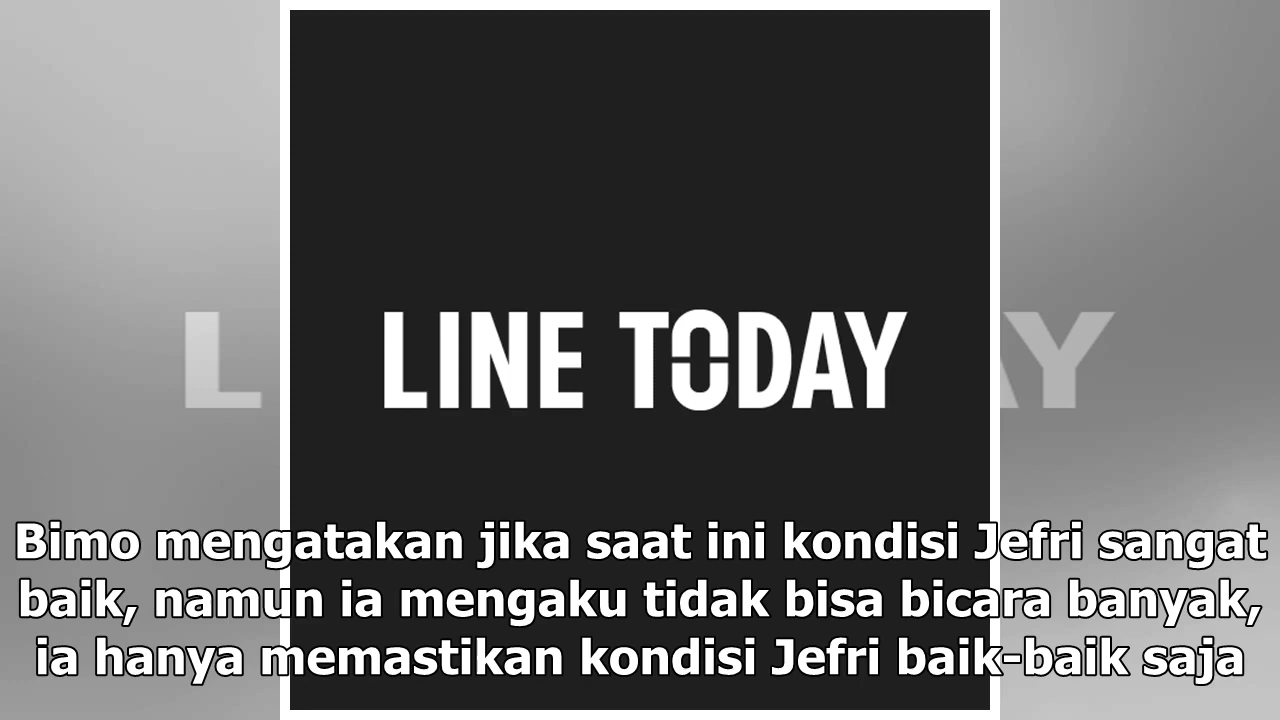 LINE TODAY
Bimo mengatakan jika saat ini kondisi Jefri sangat
baik, namun ia mengaku tidak bisa bicara banyak,
ia hanya memastikan kondisi Jefri baik-baik saja